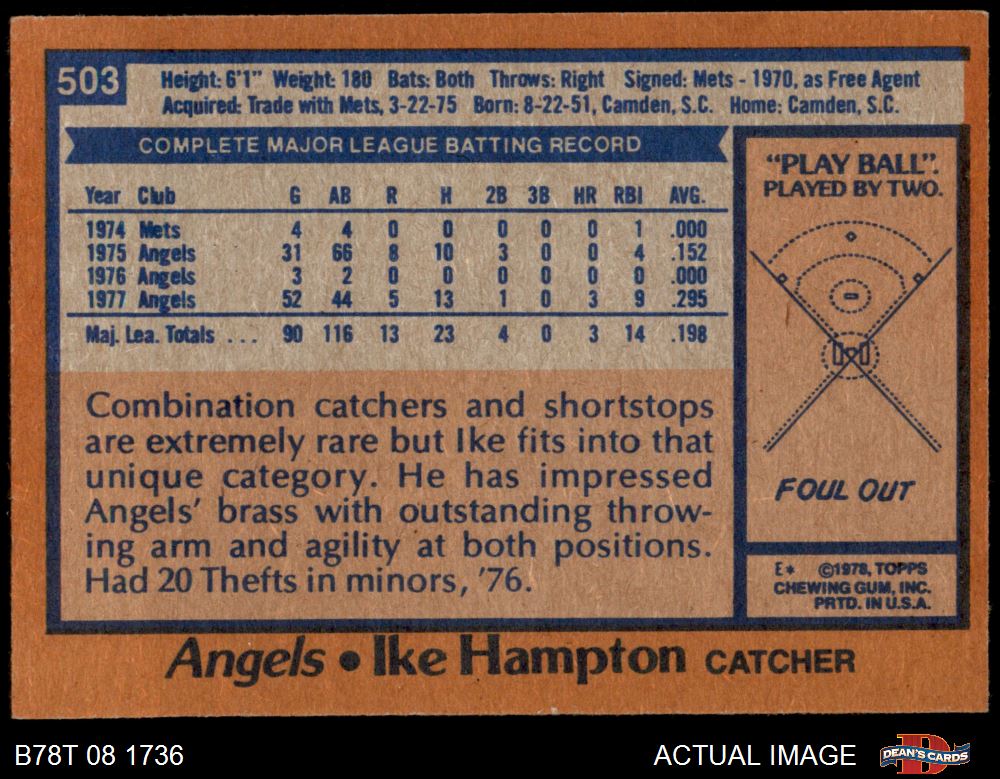 503
Height: 6'1" Weight: 180 Bats: Both Throws: Right Signed: Mets - 1970, as Free Agent
Acquired: Trade with Mets, 3-22-75 Born: 8-22-51, Camden, S.C. Home: Camden, S.C.
COMPLETE MAJOR LEAGUE BATTING RECORD
Year Club G AB R H 2B 3B HR RBI AVG.
1974 Mets 4 4 0 0 0 0 0 1 .000
1975 Angels 31 66 8 10 3 0 0 4 .152
1976 Angels 3 2 0 0 0 0 0 0 .000
1977 Angels 52 44 5 13 1 0 3 9 .295
Maj. Lea. Totals ... 90 116 13 23 4 0 3 14 .198
Combination catchers and shortstops
are extremely rare but Ike fits into that
unique category. He has impressed
Angels' brass with outstanding throw-
ing arm and agility at both positions.
Had 20 Thefts in minors, '76.
"PLAY BALL".
PLAYED BY TWO.
FOUL OUT
E* ©1978, TOPPS
CHEWING GUM, INC.
PRTD. IN U.S.A.
Angels • Ike Hampton CATCHER
B78T 08 1736
ACTUAL IMAGE
D
DEAN'S CARDS